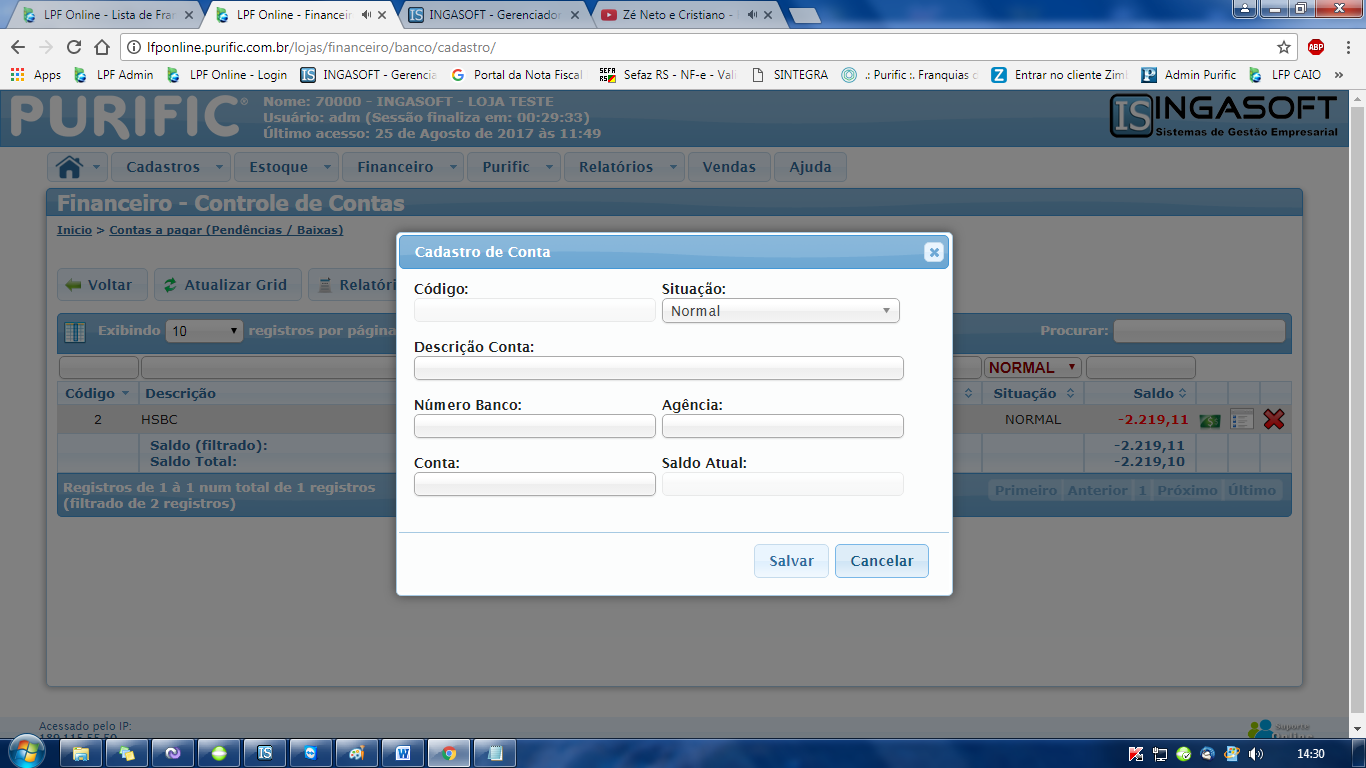 LPF Online - Lista de Fran
LPF Online - Financeir
INGASOFT - Gerenciador
Zé Neto e Cristiano -
lfponline.purific.com.br/lojas/financeiro/banco/cadastro/
ABP
Apps
LPF Admin
LPF Online - Login
INGASOFT - Gerencia
Portal da Nota Fiscal
Sefaz RS - NF-e - Vali
SINTEGRA
.: Purific :. Franquias
Entrar no cliente Zim
Admin Purific
LFP CAIO
»
PURIFIC®
Nome: 70000 - INGASOFT - LOJA TESTE
Usuário: adm (Sessão finaliza em: 00:29:33)
Último acesso: 25 de Agosto de 2017 às 11:49
IS INGASOFT
Sistemas de Gestão Empresarial
Cadastros
Estoque
Financeiro
Purific
Relatórios
Vendas
Ajuda
Financeiro - Controle de Contas
Inicio > Contas a pagar (Pendências / Baixas)
Voltar
Atualizar Grid
Relatóri
Exibindo 10 registros por página
Procurar:
NORMAL
Código
Descrição
Situação
Saldo
2
HSBC
NORMAL
-2.219,11
Saldo (filtrado):
-2.219,11
Saldo Total:
-2.219,10
Registros de 1 à 1 num total de 1 registros
(filtrado de 2 registros)
Primeiro
Anterior
1
Próximo
Último
Cadastro de Conta
Código:
Situação:
Normal
Descrição Conta:
Número Banco:
Agência:
Conta:
Saldo Atual:
Salvar
Cancelar
Acessado pelo IP:
Suporte
14:30